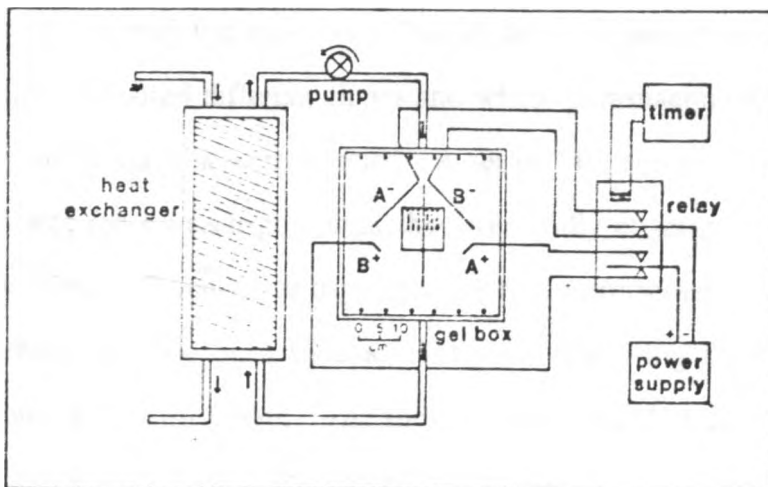 pump
timer
heat
exchanger
A⁻ B⁻
relay
B⁺ A⁺
0 5 10
cm
gel box
+ -
power
supply